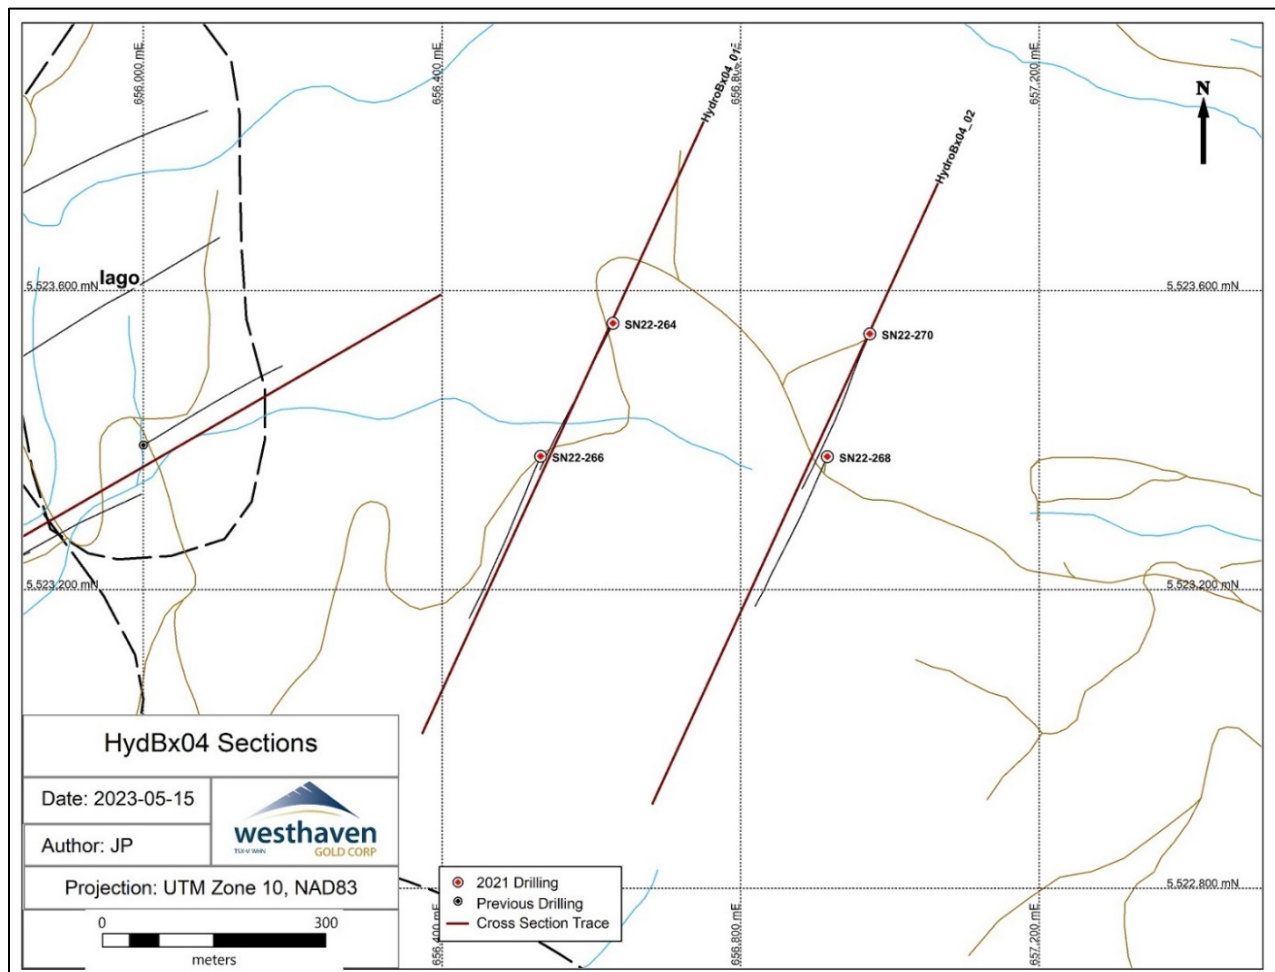 656.000 mE
656.400 mE
656.800 mE
657.200 mE
HydroBx04_01
HydroBx04_02
N
Iago
5.523.600 mN
5.523.600 mN
SN22-264
SN22-270
SN22-266
SN22-268
5.523.200 mN
5.523.200 mN
HydBx04 Sections
Date: 2023-05-15
Author: JP
westhaven
TSX-V: WHN
GOLD CORP
Projection: UTM Zone 10, NAD83
0 300
meters
2021 Drilling
Previous Drilling
Cross Section Trace
5.522.800 mN
656.400 mE
656.800 mE
657.200 mE